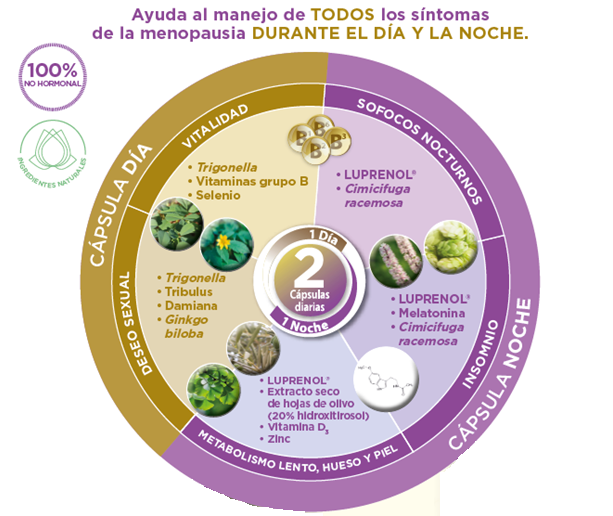 Ayuda al manejo de TODOS los síntomas
de la menopausia DURANTE EL DÍA Y LA NOCHE.
100%
NO HORMONAL
INGREDIENTES NATURALES
CÁPSULA DÍA
VITALIDAD
• Trigonella
• Vitaminas grupo B
• Selenio
DESEO SEXUAL
• Trigonella
• Tribulus
• Damiana
• Ginkgo
biloba
CÁPSULA NOCHE
SOFOCOS NOCTURNOS
• LUPRENOL®
• Cimicifuga
racemosa
INSOMNIO
• LUPRENOL®
• Melatonina
• Cimicifuga
racemosa
METABOLISMO LENTO, HUESO Y PIEL
• LUPRENOL®
• Extracto seco
de hojas de olivo
(20% hidroxitirosol)
• Vitamina D3
• Zinc
1 Día
2
Cápsulas
diarias
1 Noche